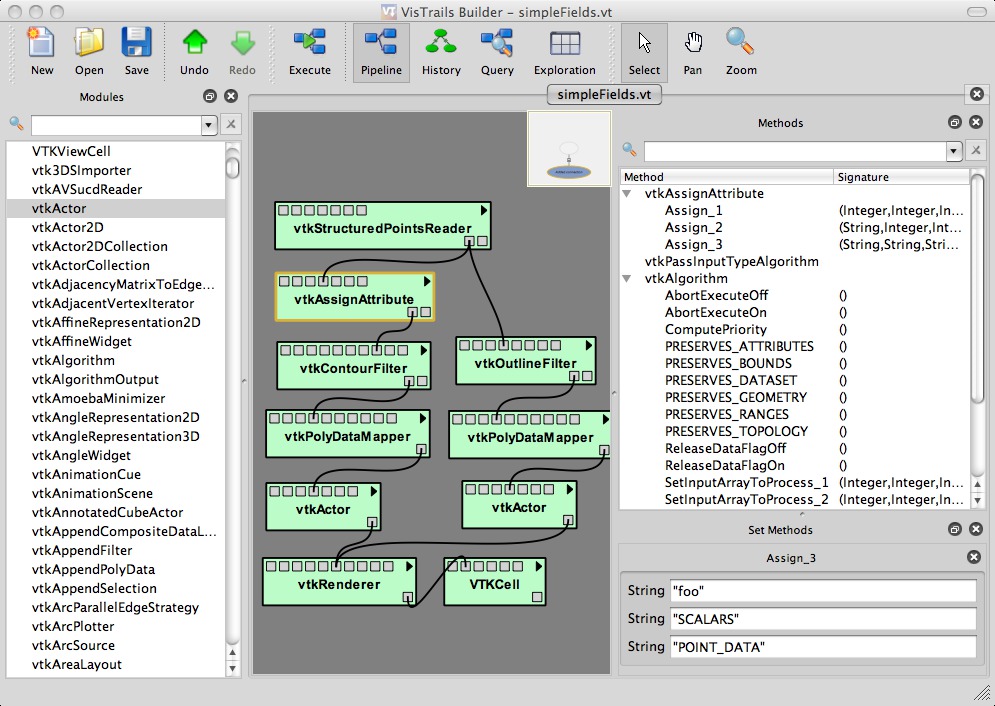 VisTrails Builder - simpleFields.vt
New Open Save Undo Redo Execute Pipeline History Query Exploration Select Pan Zoom
simpleFields.vt
Modules
VTKViewCell
vtk3DSImporter
vtkAVSucdReader
vtkActor
vtkActor2D
vtkActor2DCollection
vtkActorCollection
vtkAdjacencyMatrixToEdge...
vtkAdjacentVertexIterator
vtkAffineRepresentation2D
vtkAffineWidget
vtkAlgorithm
vtkAlgorithmOutput
vtkAmoebaMinimizer
vtkAngleRepresentation2D
vtkAngleRepresentation3D
vtkAngleWidget
vtkAnimationCue
vtkAnimationScene
vtkAnnotatedCubeActor
vtkAppendCompositeDataL...
vtkAppendFilter
vtkAppendPolyData
vtkAppendSelection
vtkArcParallelEdgeStrategy
vtkArcPlotter
vtkArcSource
vtkAreaLayout
vtkStructuredPointsReader
vtkAssignAttribute
vtkContourFilter
vtkOutlineFilter
vtkPolyDataMapper
vtkPolyDataMapper
vtkActor
vtkActor
vtkRenderer
VTKCell
Methods
Method Signature
vtkAssignAttribute
Assign_1 (Integer,Integer,In...
Assign_2 (String,Integer,Int...
Assign_3 (String,String,Stri...
vtkPassInputTypeAlgorithm
vtkAlgorithm
AbortExecuteOff ()
AbortExecuteOn ()
ComputePriority ()
PRESERVES_ATTRIBUTES ()
PRESERVES_BOUNDS ()
PRESERVES_DATASET ()
PRESERVES_GEOMETRY ()
PRESERVES_RANGES ()
PRESERVES_TOPOLOGY ()
ReleaseDataFlagOff ()
ReleaseDataFlagOn ()
SetInputArrayToProcess_1 (Integer,Integer,In...
SetInputArrayToProcess_2 (Integer,Integer,In...
Set Methods
Assign_3
String "foo"
String "SCALARS"
String "POINT_DATA"